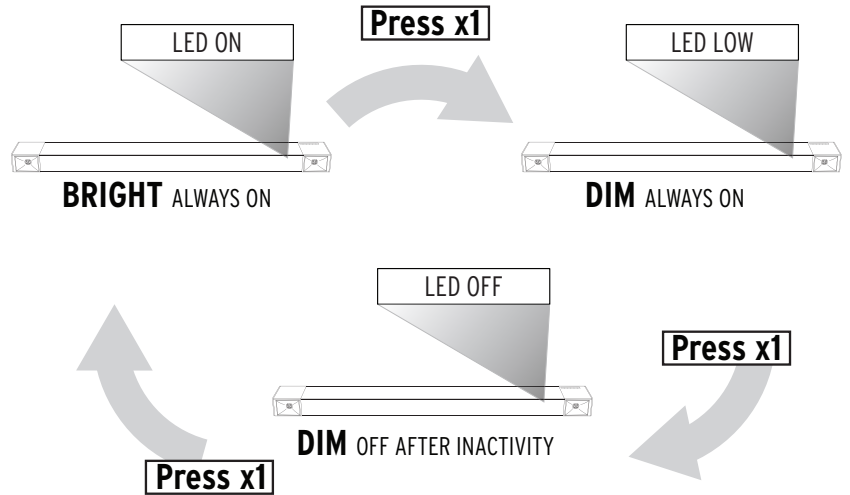 Press x1
LED ON
LED LOW
BRIGHT ALWAYS ON
DIM ALWAYS ON
LED OFF
Press x1
DIM OFF AFTER INACTIVITY
Press x1